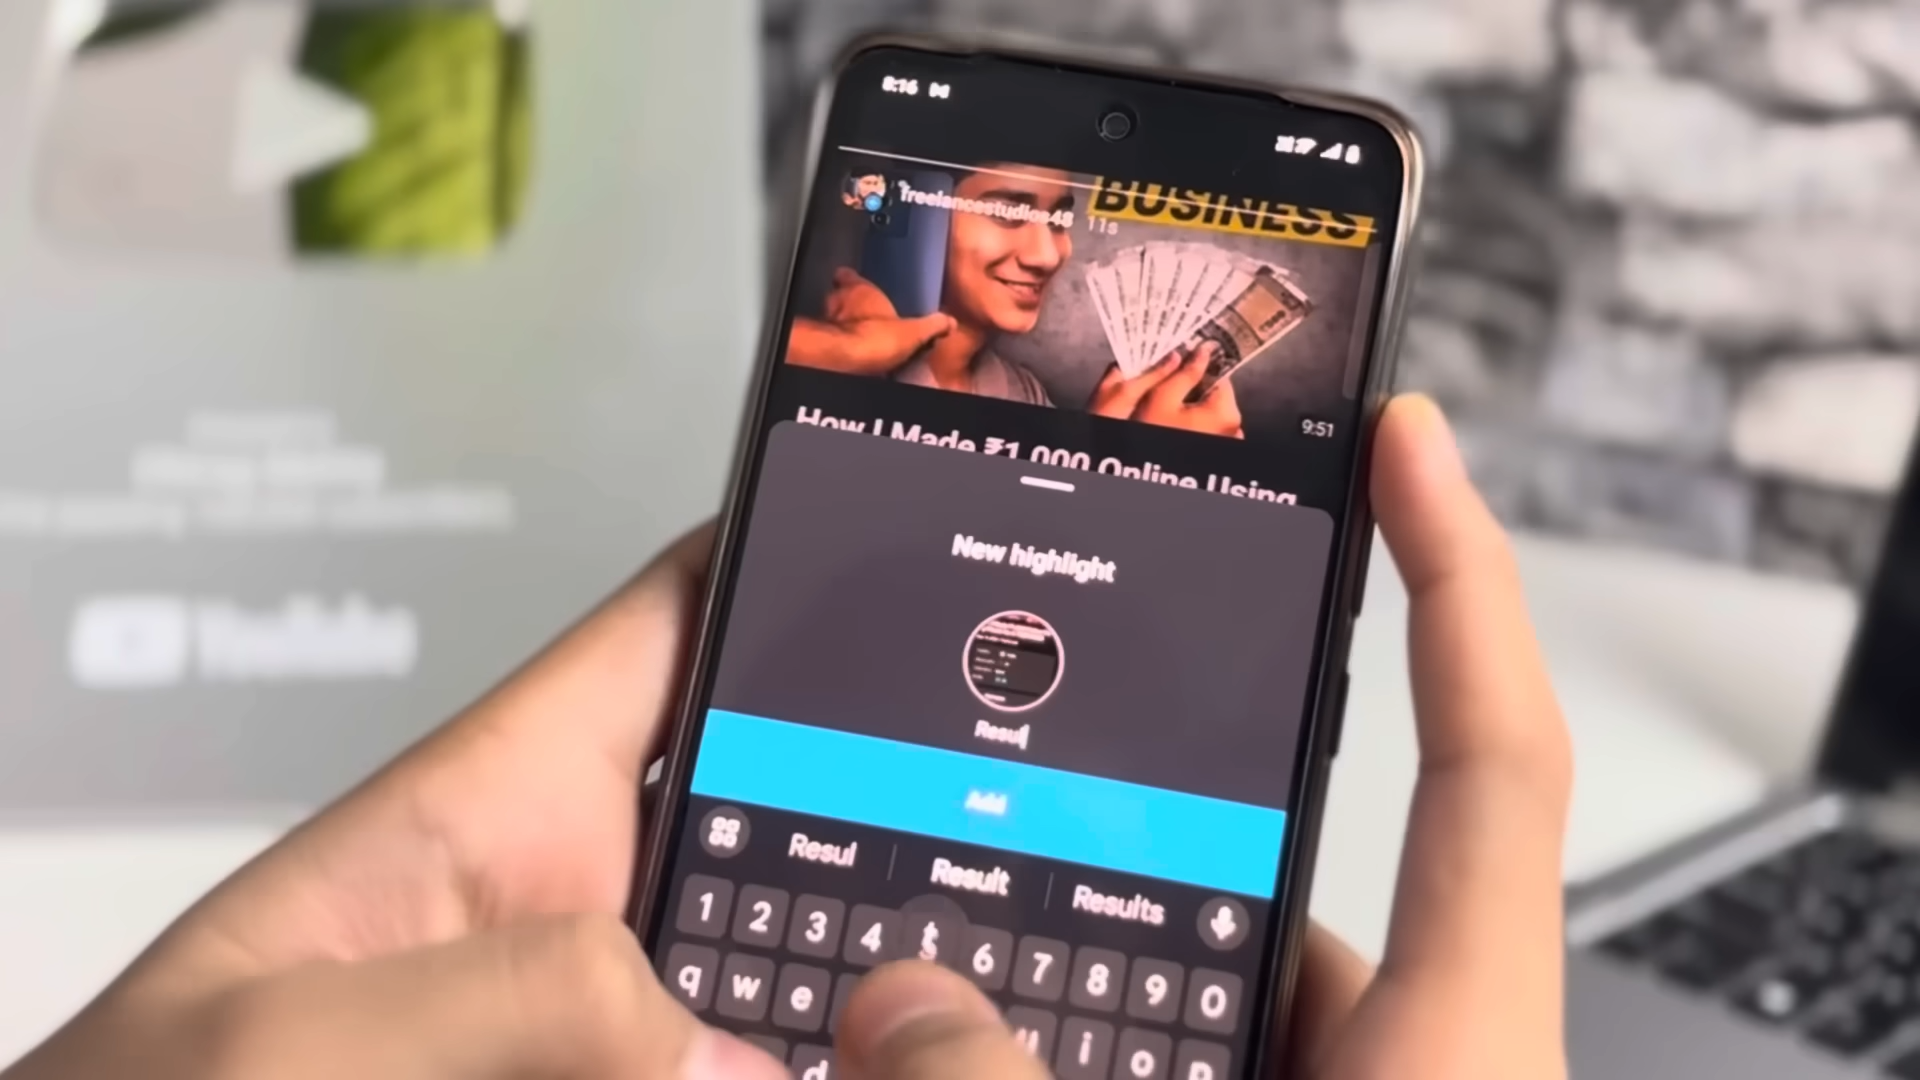 8:16
freelancestudios48 11s
BUSINESS
9:51
How I Made ₹1,000 Online Using
New highlight
Resul
Add
Resul Result Results
1 2 3 4 t 6 7 8 9 0
q w e i o p
d
YouTube